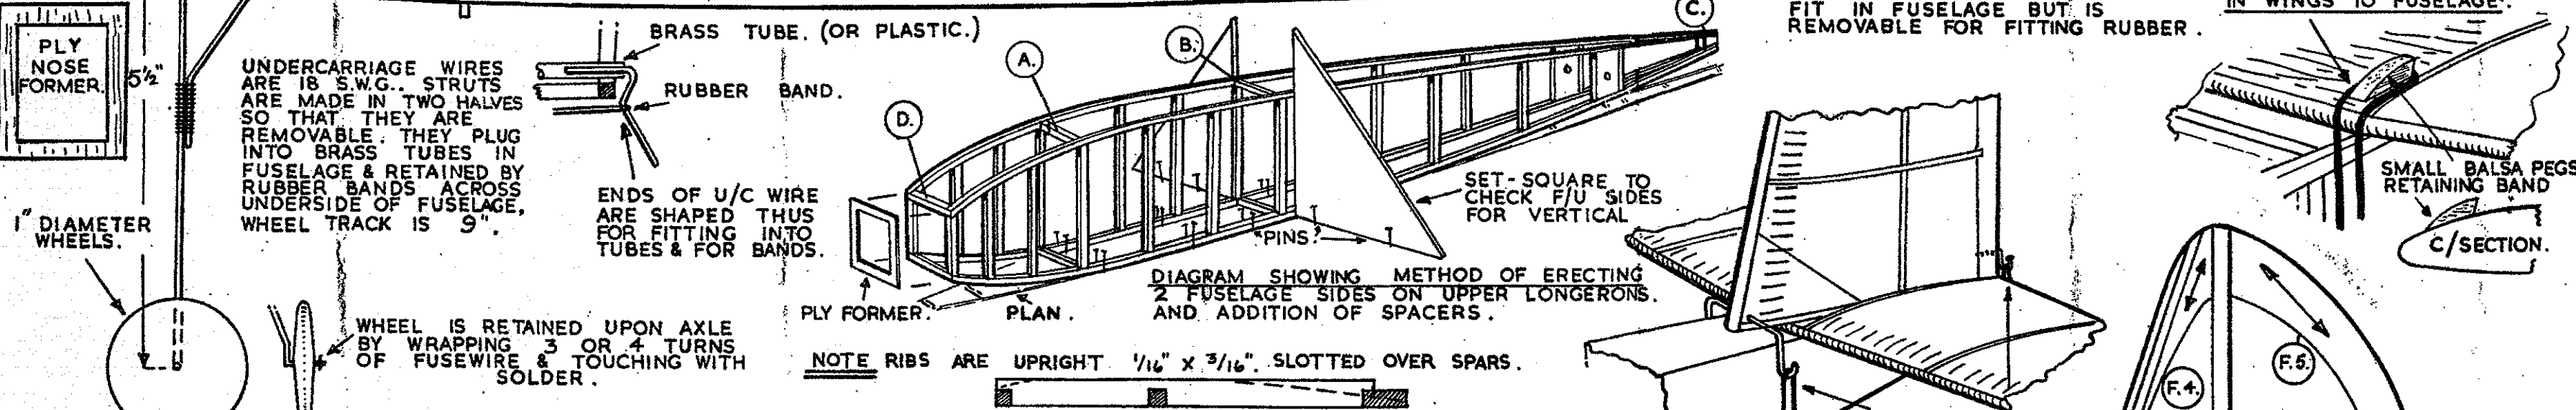 PLY
NOSE
FORMER.
5½"
1" DIAMETER
WHEELS.
UNDERCARRIAGE WIRES
ARE 18 S.W.G.. STRUTS
ARE MADE IN TWO HALVES
SO THAT THEY ARE
REMOVABLE. THEY PLUG
INTO BRASS TUBES IN
FUSELAGE & RETAINED BY
RUBBER BANDS ACROSS
UNDERSIDE OF FUSELAGE,
WHEEL TRACK IS 9".
WHEEL IS RETAINED UPON AXLE
BY WRAPPING 3 OR 4 TURNS
OF FUSEWIRE & TOUCHING WITH
SOLDER.
BRASS TUBE. (OR PLASTIC.)
RUBBER BAND.
ENDS OF U/C WIRE
ARE SHAPED THUS
FOR FITTING INTO
TUBES & FOR BANDS.
D.
A.
B.
C.
PLY FORMER.
PLAN.
"PINS"
SET-SQUARE TO
CHECK F/U SIDES
FOR VERTICAL
DIAGRAM SHOWING METHOD OF ERECTING
2 FUSELAGE SIDES ON UPPER LONGERONS.
AND ADDITION OF SPACERS.
NOTE RIBS ARE UPRIGHT 1/16" X 3/16". SLOTTED OVER SPARS.
FIT IN FUSELAGE BUT IS
REMOVABLE FOR FITTING RUBBER.
IN WINGS TO FUSELAGE.
SMALL BALSA PEGS
RETAINING BAND
C/SECTION.
F.4.
F.5.